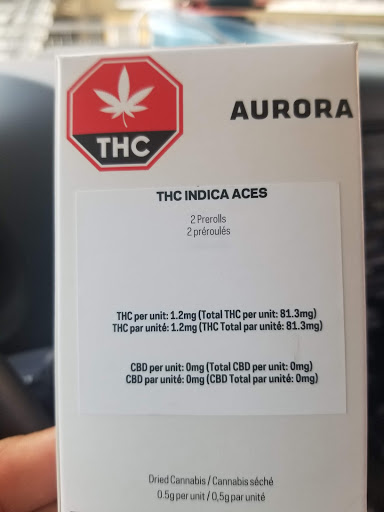 THC
AURORA
THC INDICA ACES
2 Prerolls
2 préroulés
THC per unit: 1.2mg (Total THC per unit: 81.3mg)
THC par unité: 1.2mg (THC Total par unité: 81.3mg)
CBD per unit: 0mg (Total CBD per unit: 0mg)
CBD par unité: 0mg (CBD Total par unité: 0mg)
Dried Cannabis / Cannabis séché
0.5g per unit / 0,5g par unité